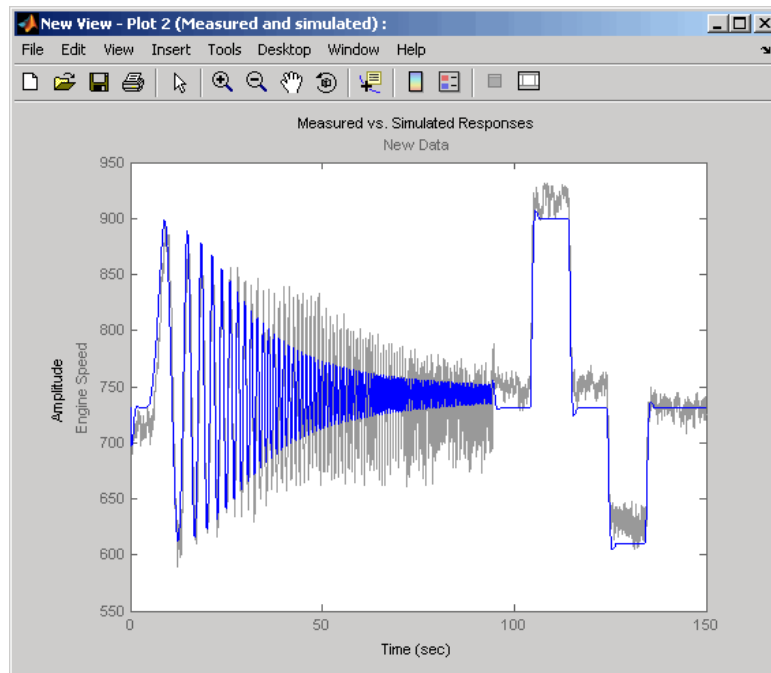 New View - Plot 2 (Measured and simulated) :
File Edit View Insert Tools Desktop Window Help
Measured vs. Simulated Responses
New Data
Amplitude
Engine Speed
950
900
850
800
750
700
650
600
550
0 50 100 150
Time (sec)